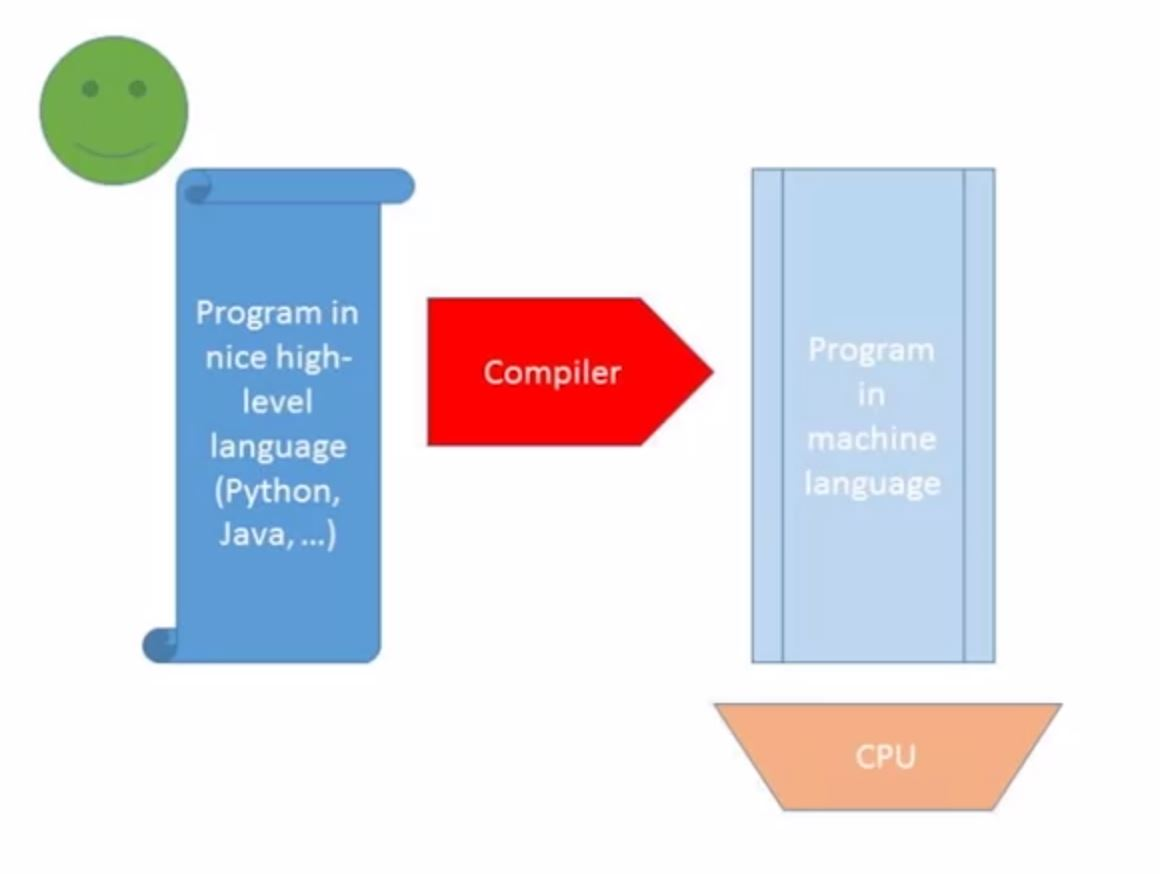 Program in
nice high-
level
language
(Python,
Java, ...)
Compiler
Program
in
machine
language
CPU